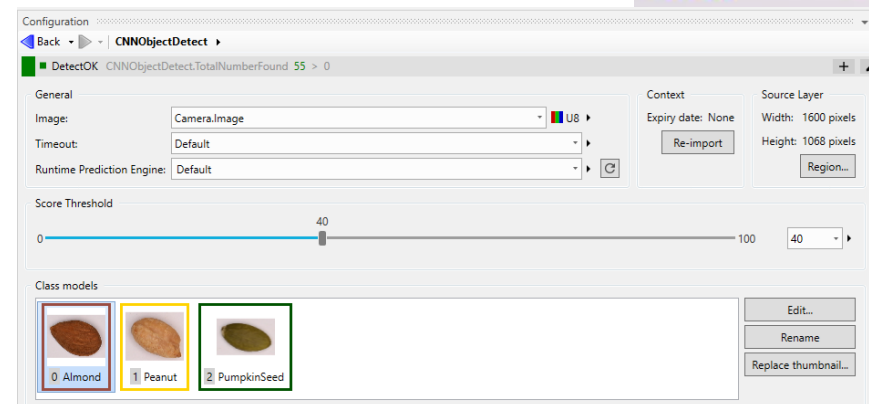 Configuration
Back CNNObjectDetect
DetectOK CNNObjectDetect.TotalNumberFound 55 > 0 +
General
Image: Camera.Image U8
Timeout: Default
Runtime Prediction Engine: Default
Context
Expiry date: None
Re-import
Source Layer
Width: 1600 pixels
Height: 1068 pixels
Region...
Score Threshold
40
0 100 40
Class models
0 Almond 1 Peanut 2 PumpkinSeed
Edit...
Rename
Replace thumbnail...